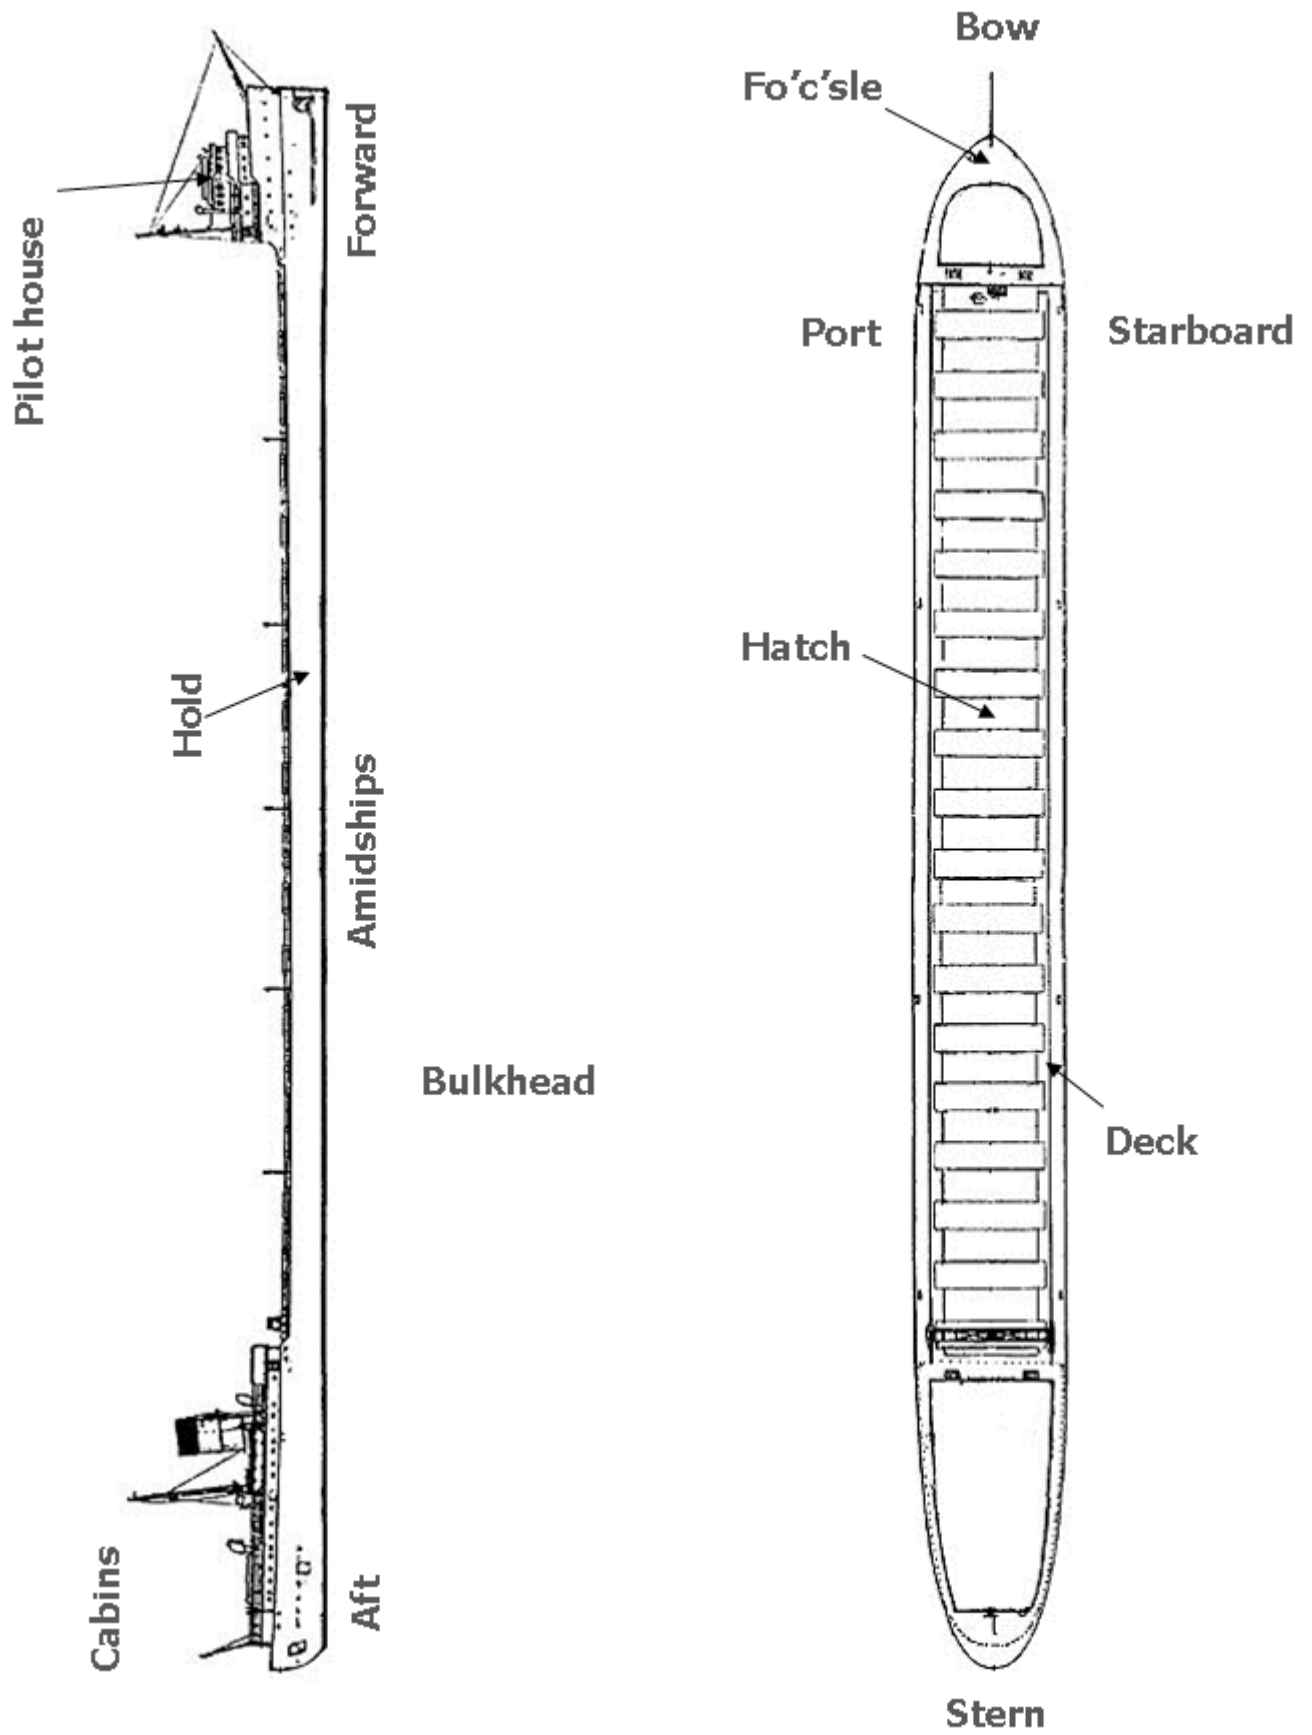 Bow
Fo'c'sle
Forward
Pilot house
Port
Starboard
Hatch
Hold
Amidships
Bulkhead
Deck
Cabins
Aft
Stern